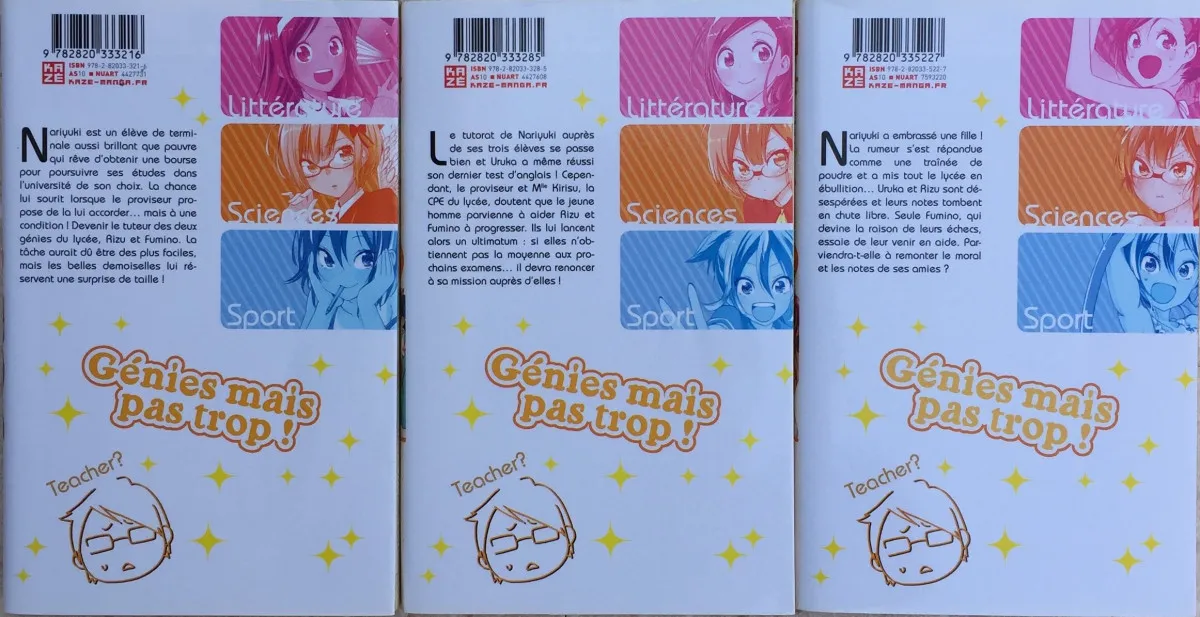 9 782820 333216
KAZÉ
ISBN 978-2-82033-321-6
AS10 ■ NUART 4427731
KAZE-MANGA.FR
Littérature
Nariyuki est un élève de termi-
nale aussi brillant que pauvre
qui rêve d'obtenir une bourse
pour poursuivre ses études dans
l'université de son choix. La chance
lui sourit lorsque le proviseur pro-
pose de la lui accorder... mais à une
condition ! Devenir le tuteur des deux
génies du lycée, Rizu et Fumino. La
tâche aurait dû être des plus faciles,
mais les belles demoiselles lui ré-
servent une surprise de taille !
Sciences
Sport
Génies mais
pas trop !
Teacher?
9 782820 333285
KAZÉ
ISBN 978-2-82033-328-5
AS10 ■ NUART 4427608
KAZE-MANGA.FR
Littérature
Le tutorat de Nariyuki auprès
de ses trois élèves se passe
bien et Uruka a même réussi
son dernier test d'anglais ! Cepen-
dant, le proviseur et Mlle Kirisu, la
CPE du lycée, doutent que le jeune
homme parvienne à aider Rizu et
Fumino à progresser. Ils lui lancent
alors un ultimatum : si elles n'ob-
tiennent pas la moyenne aux pro-
chains examens... il devra renoncer
à sa mission auprès d'elles !
Sciences
Sport
Génies mais
pas trop !
Teacher?
9 782820 335227
KAZÉ
ISBN 978-2-82033-522-7
AS10 ■ NUART 7593220
KAZE-MANGA.FR
Littérature
Nariyuki a embrassé une fille !
La rumeur s'est répandue
comme une traînée de
poudre et a mis tout le lycée en
ébullition... Uruka et Rizu sont dé-
sespérées et leurs notes tombent
en chute libre. Seule Fumino, qui
devine la raison de leurs échecs,
essaie de leur venir en aide. Par-
viendra-t-elle à remonter le moral
et les notes de ses amies ?
Sciences
Sport
Génies mais
pas trop !
Teacher?